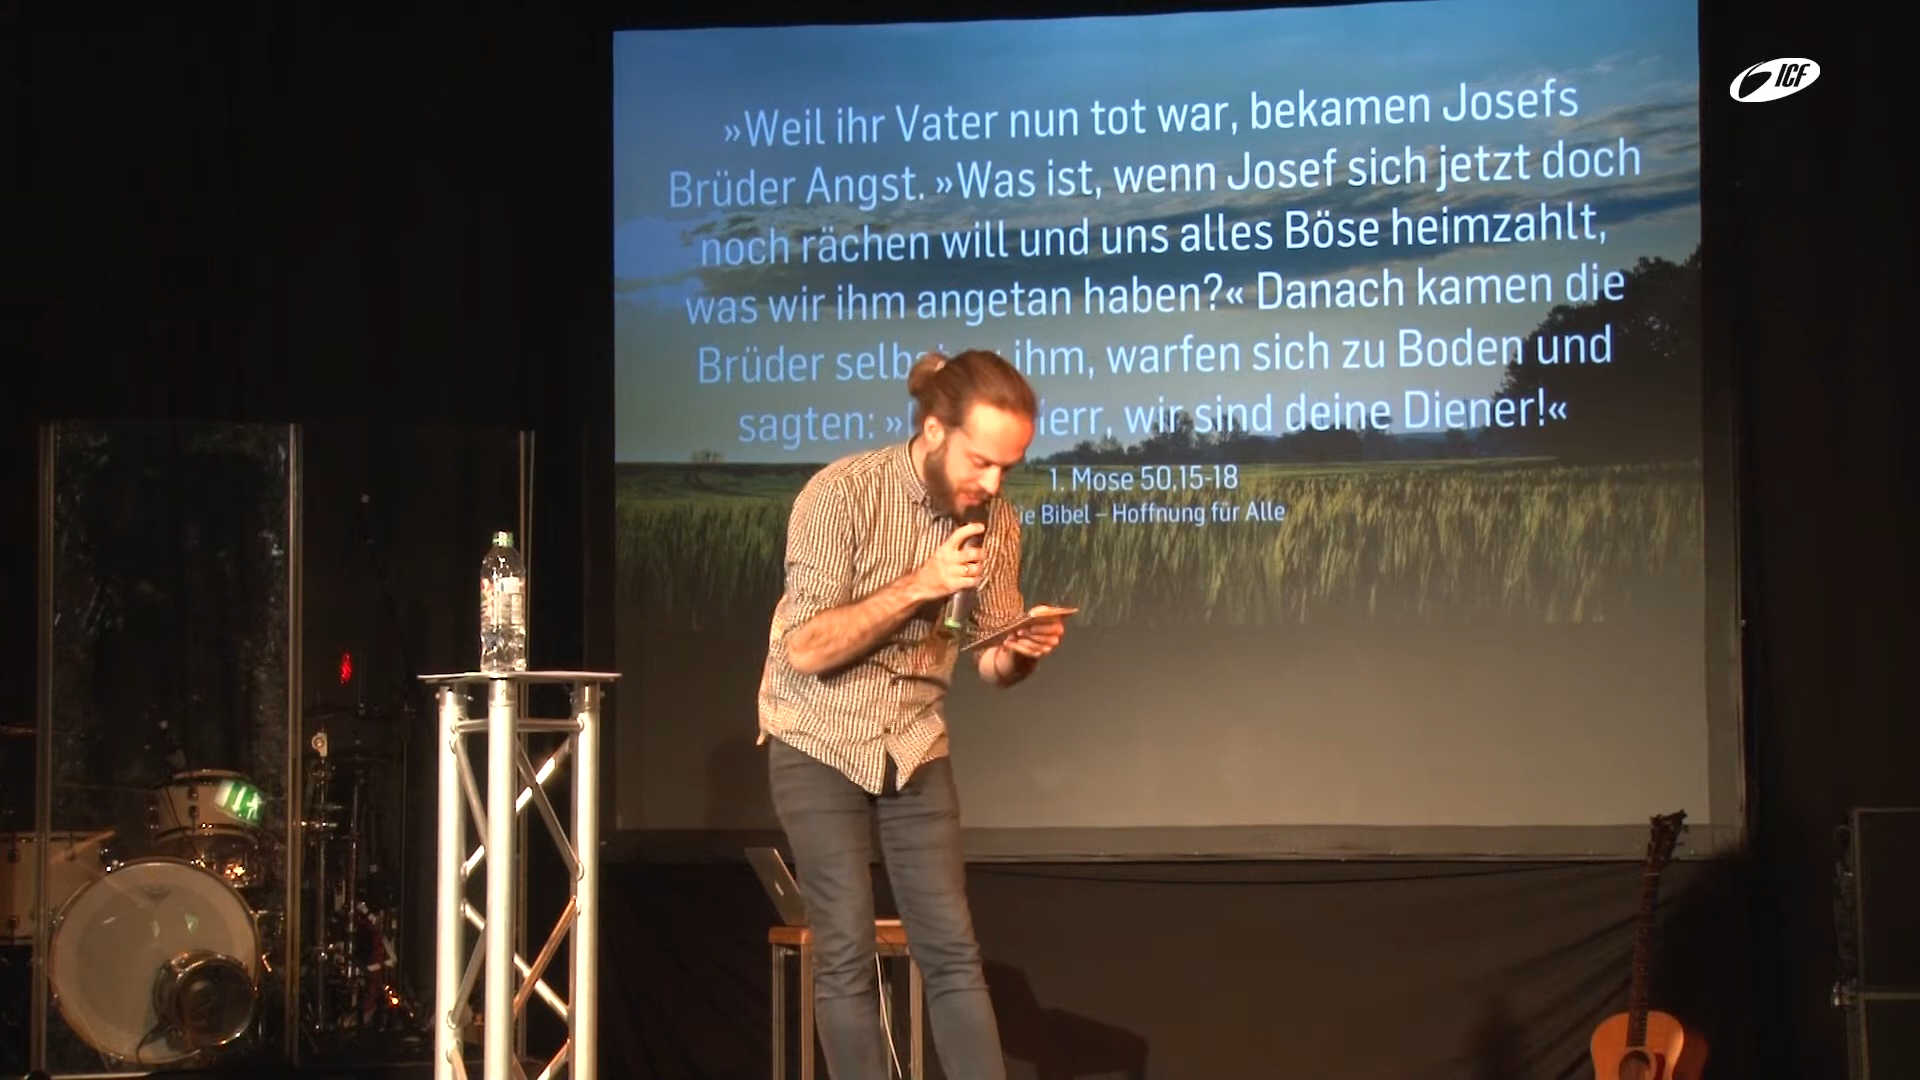 »Weil ihr Vater nun tot war, bekamen Josefs
Brüder Angst. »Was ist, wenn Josef sich jetzt doch
noch rächen will und uns alles Böse heimzahlt,
was wir ihm angetan haben?« Danach kamen die
Brüder ihm, warfen sich zu Boden und
sagten: wir sind deine Diener!«
1. Mose 50,15-18
Bibel – Hoffnung für Alle
ICF